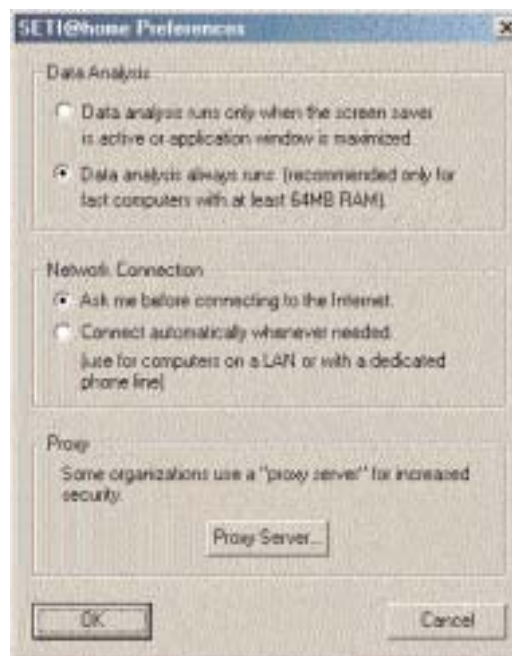 SETI@home Preferences
Data Analysis
Data analysis runs only when the screen saver
is active or application window is maximized.
Data analysis always runs. (recommended only for
fast computers with at least 64MB RAM).
Network Connection
Ask me before connecting to the Internet.
Connect automatically whenever needed.
(use for computers on a LAN or with a dedicated
phone line)
Proxy
Some organizations use a "proxy server" for increased
security.
Proxy Server...
OK
Cancel